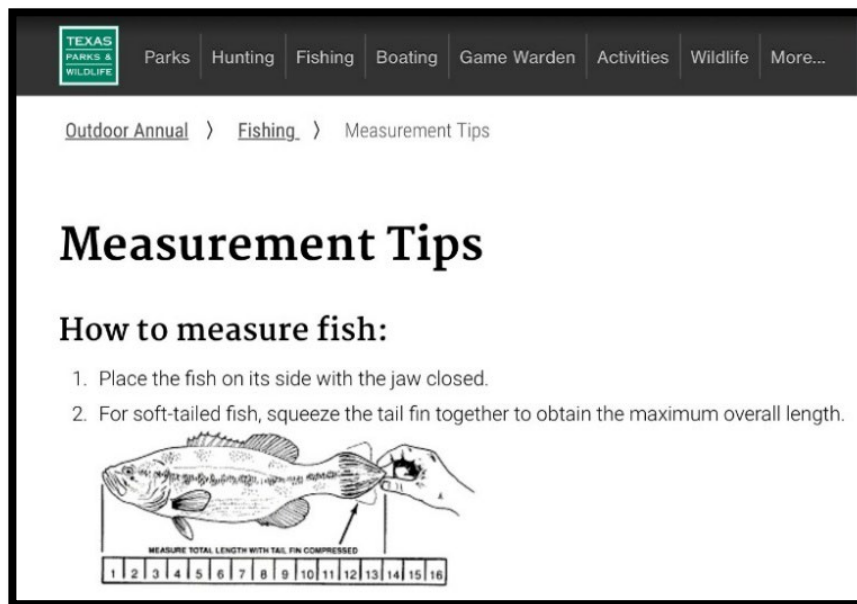 TEXAS
PARKS &
WILDLIFE
Parks Hunting Fishing Boating Game Warden Activities Wildlife More...
Outdoor Annual 〉 Fishing 〉 Measurement Tips
Measurement Tips
How to measure fish:
1. Place the fish on its side with the jaw closed.
2. For soft-tailed fish, squeeze the tail fin together to obtain the maximum overall length.
MEASURE TOTAL LENGTH WITH TAIL FIN COMPRESSED
1 2 3 4 5 6 7 8 9 10 11 12 13 14 15 16